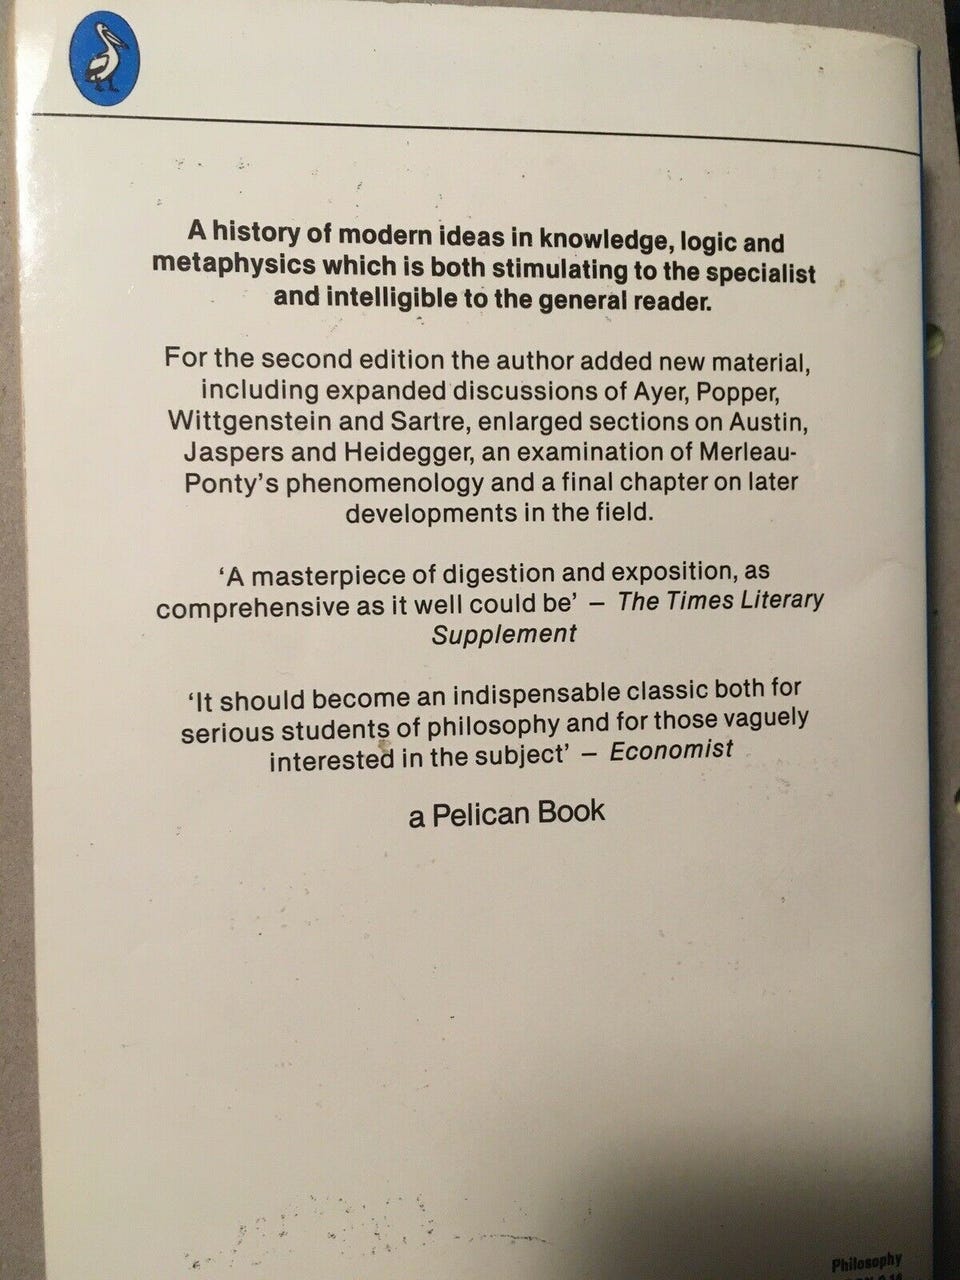 A history of modern ideas in knowledge, logic and
metaphysics which is both stimulating to the specialist
and intelligible to the general reader.
For the second edition the author added new material,
including expanded discussions of Ayer, Popper,
Wittgenstein and Sartre, enlarged sections on Austin,
Jaspers and Heidegger, an examination of Merleau-
Ponty's phenomenology and a final chapter on later
developments in the field.
‘A masterpiece of digestion and exposition, as
comprehensive as it well could be’ – The Times Literary
Supplement
‘It should become an indispensable classic both for
serious students of philosophy and for those vaguely
interested in the subject’ – Economist
a Pelican Book
Philosophy